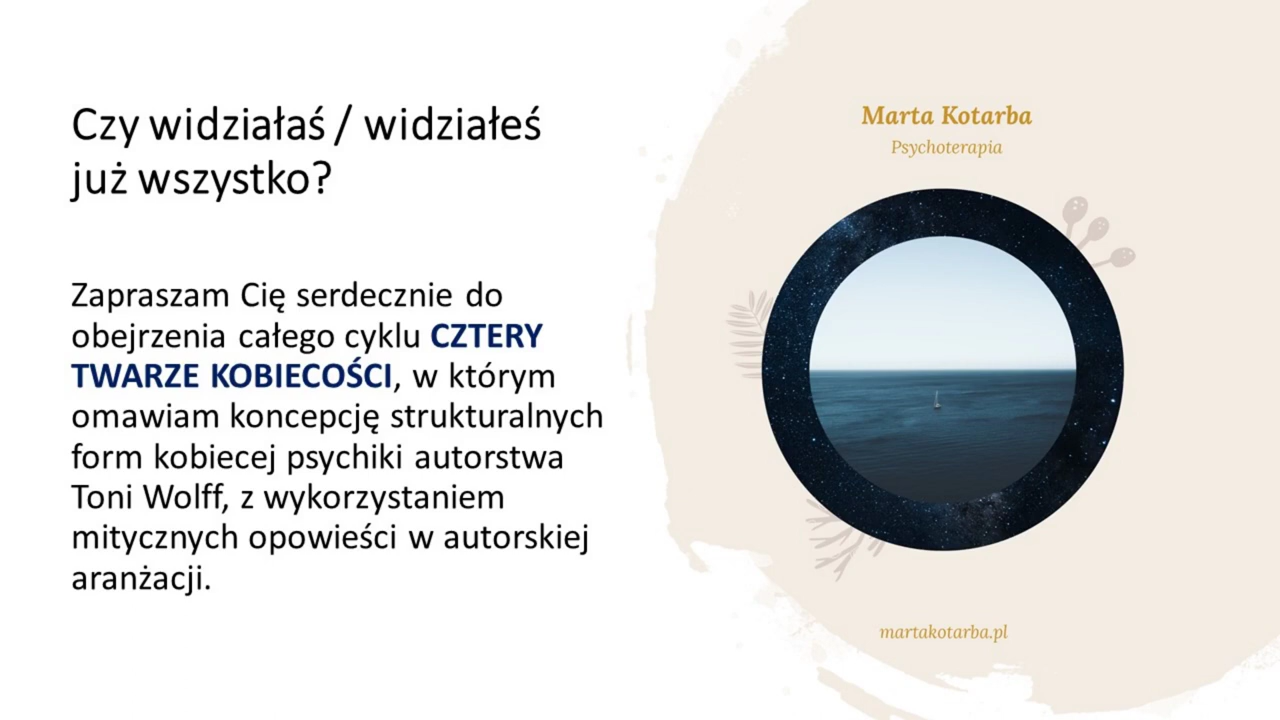 Czy widziałaś / widziałeś
już wszystko?
Zapraszam Cię serdecznie do
obejrzenia całego cyklu CZTERY
TWARZE KOBIECOŚCI, w którym
omawiam koncepcję strukturalnych
form kobiecej psychiki autorstwa
Toni Wolff, z wykorzystaniem
mitycznych opowieści w autorskiej
aranżacji.
Marta Kotarba
Psychoterapia
martakotarba.pl